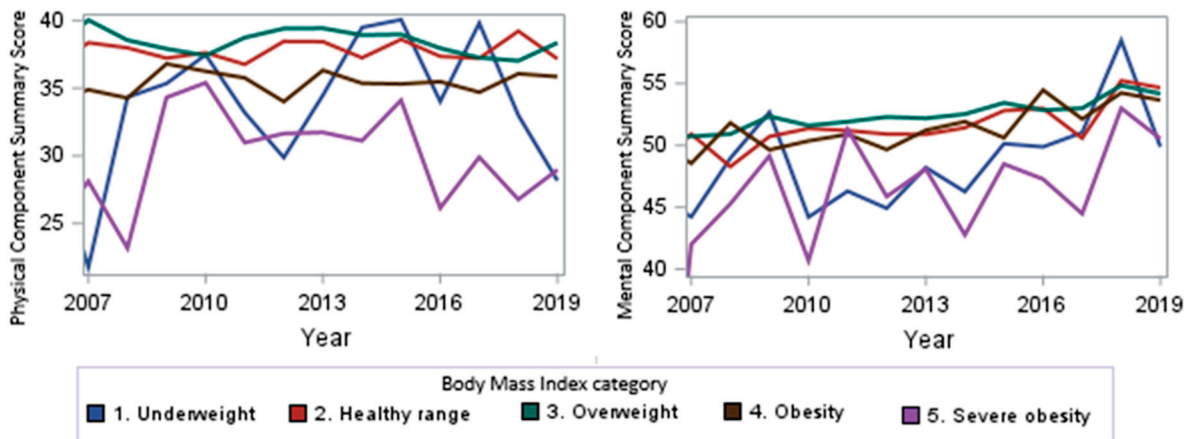 Physical Component Summary Score
40
35
30
25
2007 2010 2013 2016 2019
Year
Mental Component Summary Score
60
55
50
45
40
2007 2010 2013 2016 2019
Year
Body Mass Index category
1. Underweight 2. Healthy range 3. Overweight 4. Obesity 5. Severe obesity